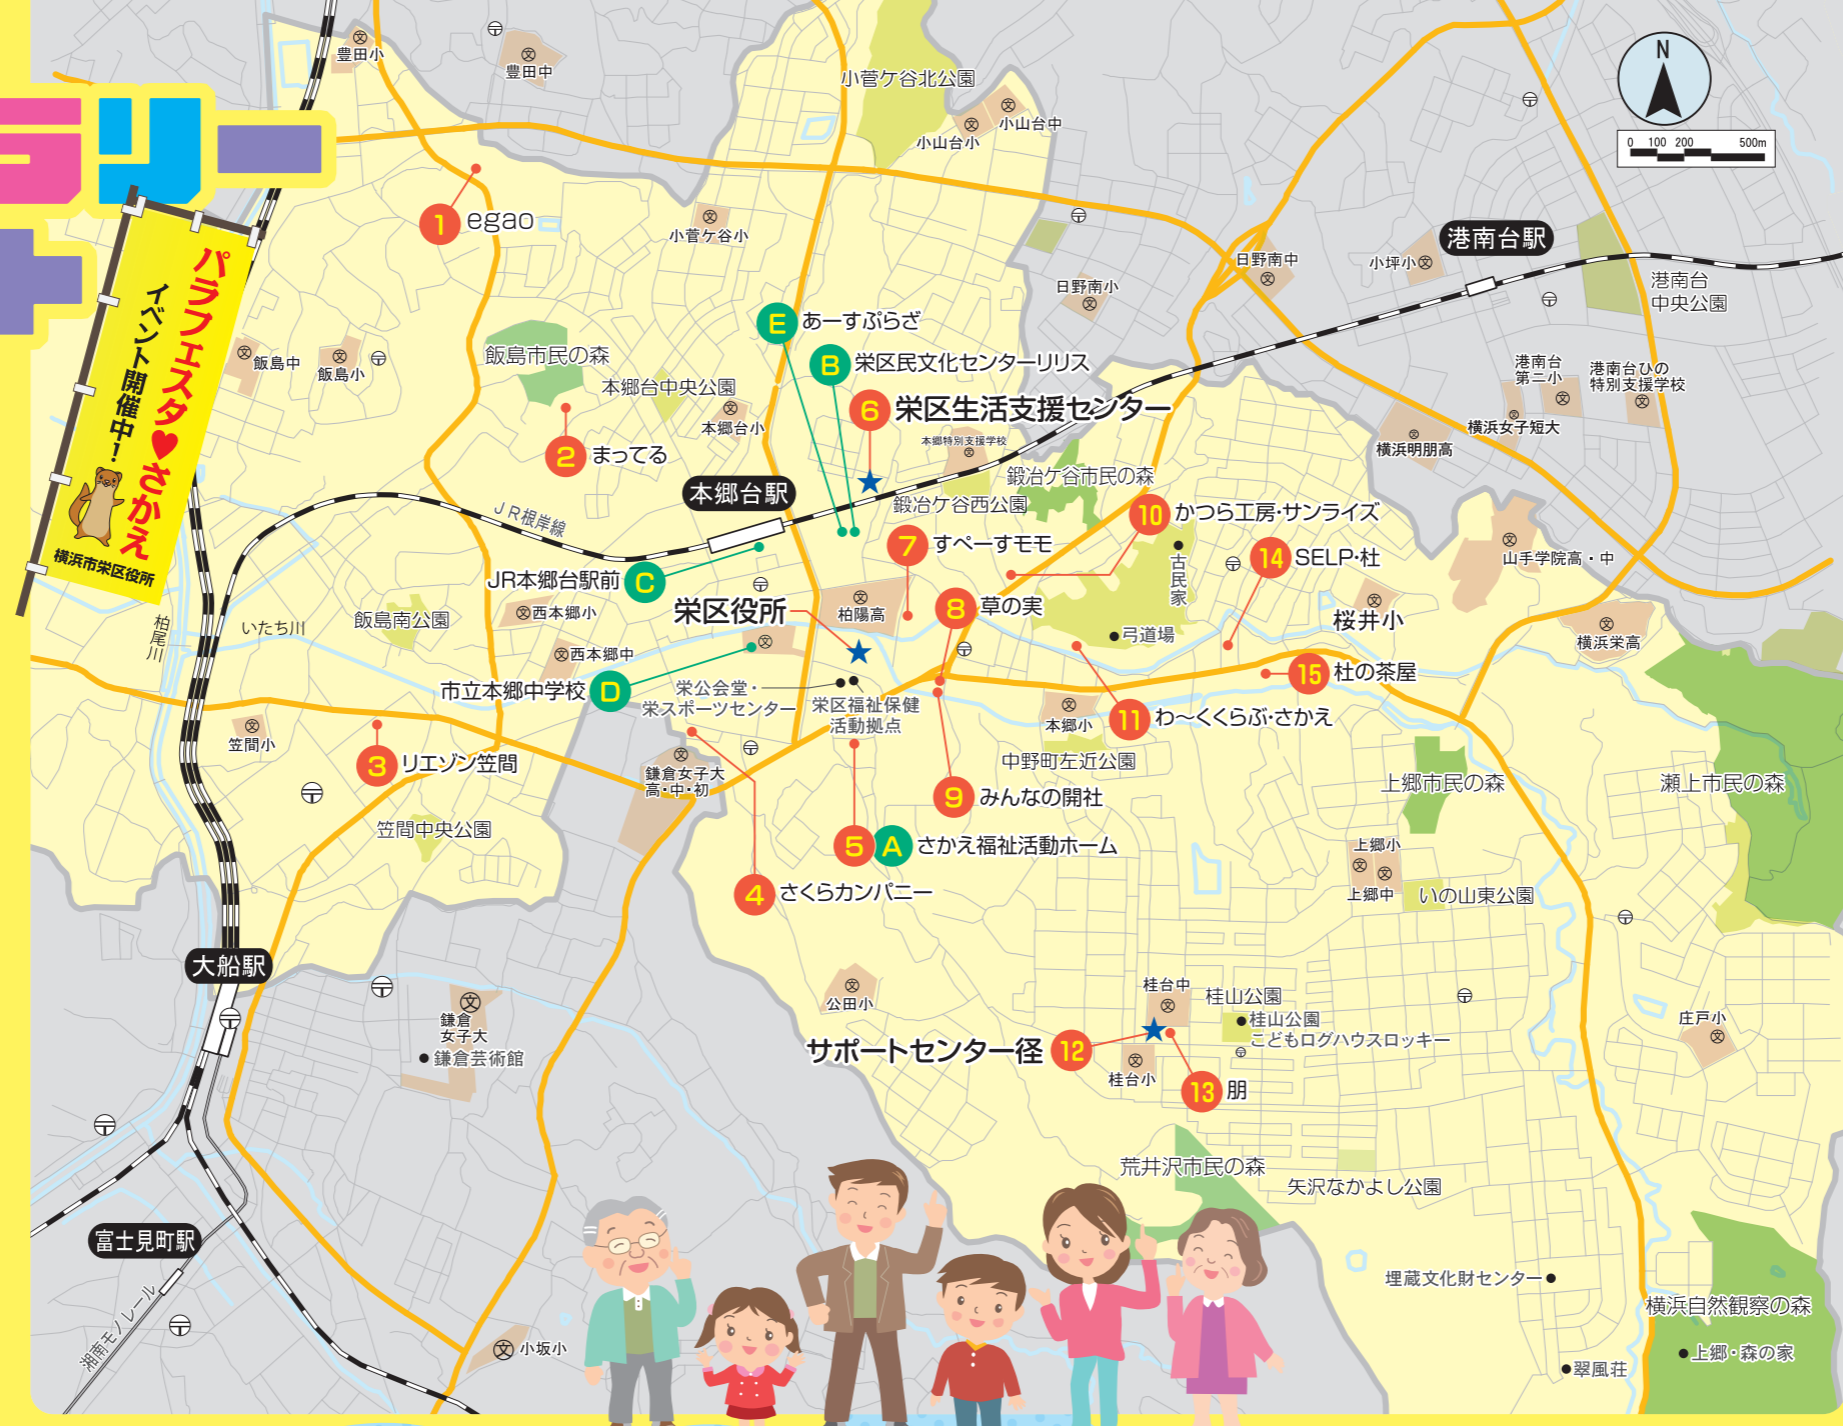 ラリー
パラフェスタ♥さかえ
イベント開催中！
横浜市栄区役所
N
0 100 200 500m
豊田小
豊田中
小菅ケ谷北公園
小山台中
小山台小
1 egao
小菅ケ谷小
日野南中
日野南小
小坪小
港南台駅
港南台
中央公園
飯島中
飯島小
飯島市民の森
本郷台中央公園
本郷台小
E あーすぷらざ
B 栄区民文化センターリリス
6 栄区生活支援センター
本郷特別支援学校
鍛冶ケ谷市民の森
鍛冶ケ谷西公園
港南台
第二小
港南台ひの
特別支援学校
横浜女子短大
横浜明朋高
2 まってる
本郷台駅
JR根岸線
7 すぺーすモモ
10 かつら工房・サンライズ
14 SELP・杜
古民家
弓道場
山手学院高・中
桜井小
横浜栄高
JR本郷台駅前 C
栄区役所
柏陽高
8 草の実
西本郷小
西本郷中
飯島南公園
いたち川
柏尾川
市立本郷中学校 D
栄公会堂・
栄スポーツセンター
栄区福祉保健
活動拠点
15 杜の茶屋
11 わ～くくらぶ・さかえ
本郷小
中野町左近公園
笠間小
3 リエゾン笠間
鎌倉女子大
高・中・初
9 みんなの開社
上郷市民の森
瀬上市民の森
笠間中央公園
5 A さかえ福祉活動ホーム
4 さくらカンパニー
上郷小
上郷中
いの山東公園
大船駅
鎌倉
女子大
鎌倉芸術館
公田小
桂台中
桂山公園
桂山公園
こどもログハウスロッキー
サポートセンター径 12
桂台小
13 朋
庄戸小
荒井沢市民の森
矢沢なかよし公園
富士見町駅
湘南モノレール
小坂小
埋蔵文化財センター
横浜自然観察の森
上郷・森の家
翠風荘